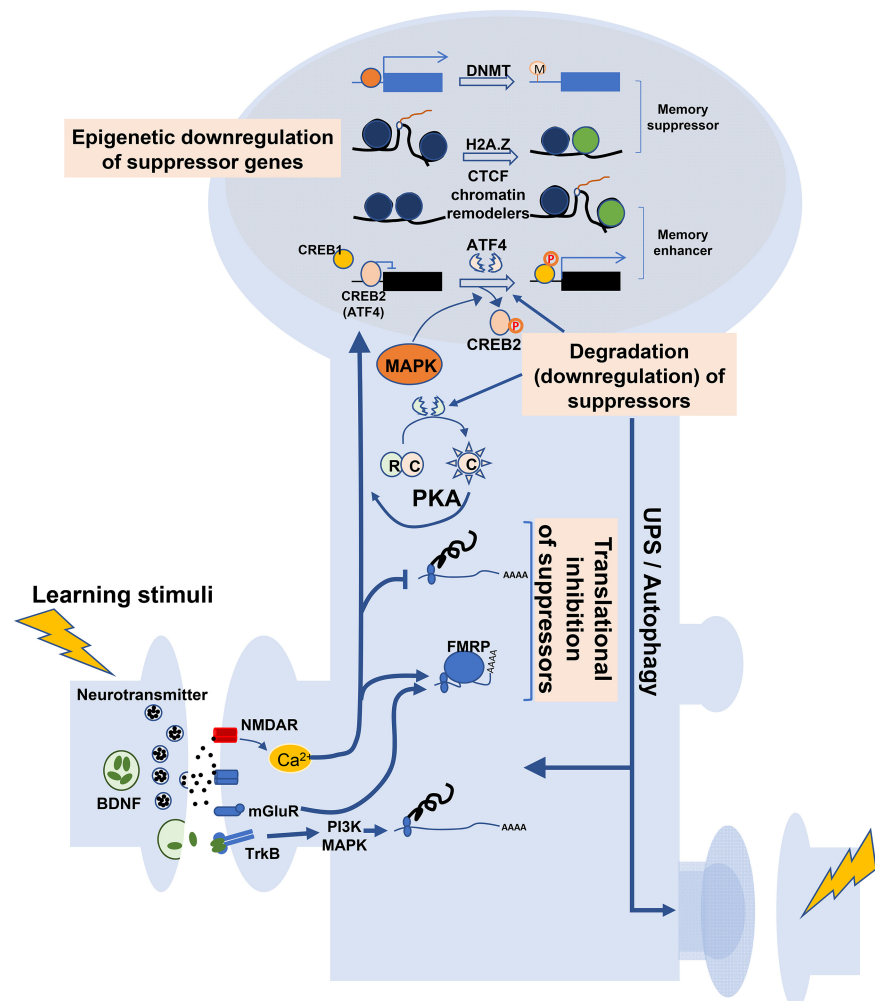 DNMT
M
Memory
suppressor
Epigenetic downregulation
of suppressor genes
H2A.Z
CTCF
chromatin
remodelers
Memory
enhancer
CREB1
ATF4
P
CREB2
(ATF4)
P
CREB2
MAPK
Degradation
(downregulation) of
suppressors
R C
C
PKA
UPS / Autophagy
Translational
inhibition
of suppressors
AAAA
Learning stimuli
FMRP
AAAA
Neurotransmitter
NMDAR
Ca2+
BDNF
mGluR
PI3K
MAPK
TrkB
AAAA